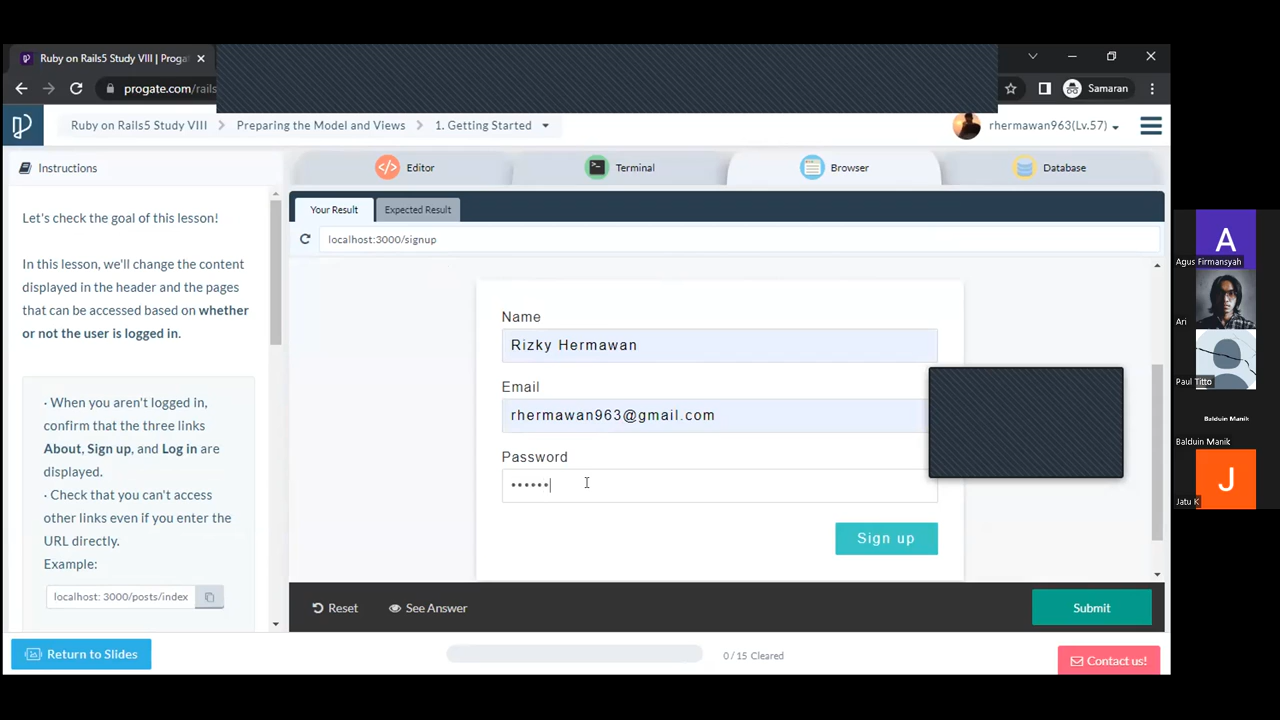 Ruby on Rails5 Study VIII | Proga
progate.com/rails
Samaran
Ruby on Rails5 Study VIII
Preparing the Model and Views
1. Getting Started
rhermawan963(Lv.57)
Instructions
Editor
Terminal
Browser
Database
Let's check the goal of this lesson!
In this lesson, we'll change the content
displayed in the header and the pages
that can be accessed based on whether
or not the user is logged in.
· When you aren't logged in,
confirm that the three links
About, Sign up, and Log in are
displayed.
· Check that you can't access
other links even if you enter the
URL directly.
Example:
localhost: 3000/posts/index
Your Result
Expected Result
localhost:3000/signup
Name
Rizky Hermawan
Email
rhermawan963@gmail.com
Password
••••••
Sign up
Reset
See Answer
Submit
Return to Slides
0 / 15 Cleared
Contact us!
A
Agus Firmansyah
Ari
Paul Titto
Balduin Manik
Balduin Manik
J
Jatu K